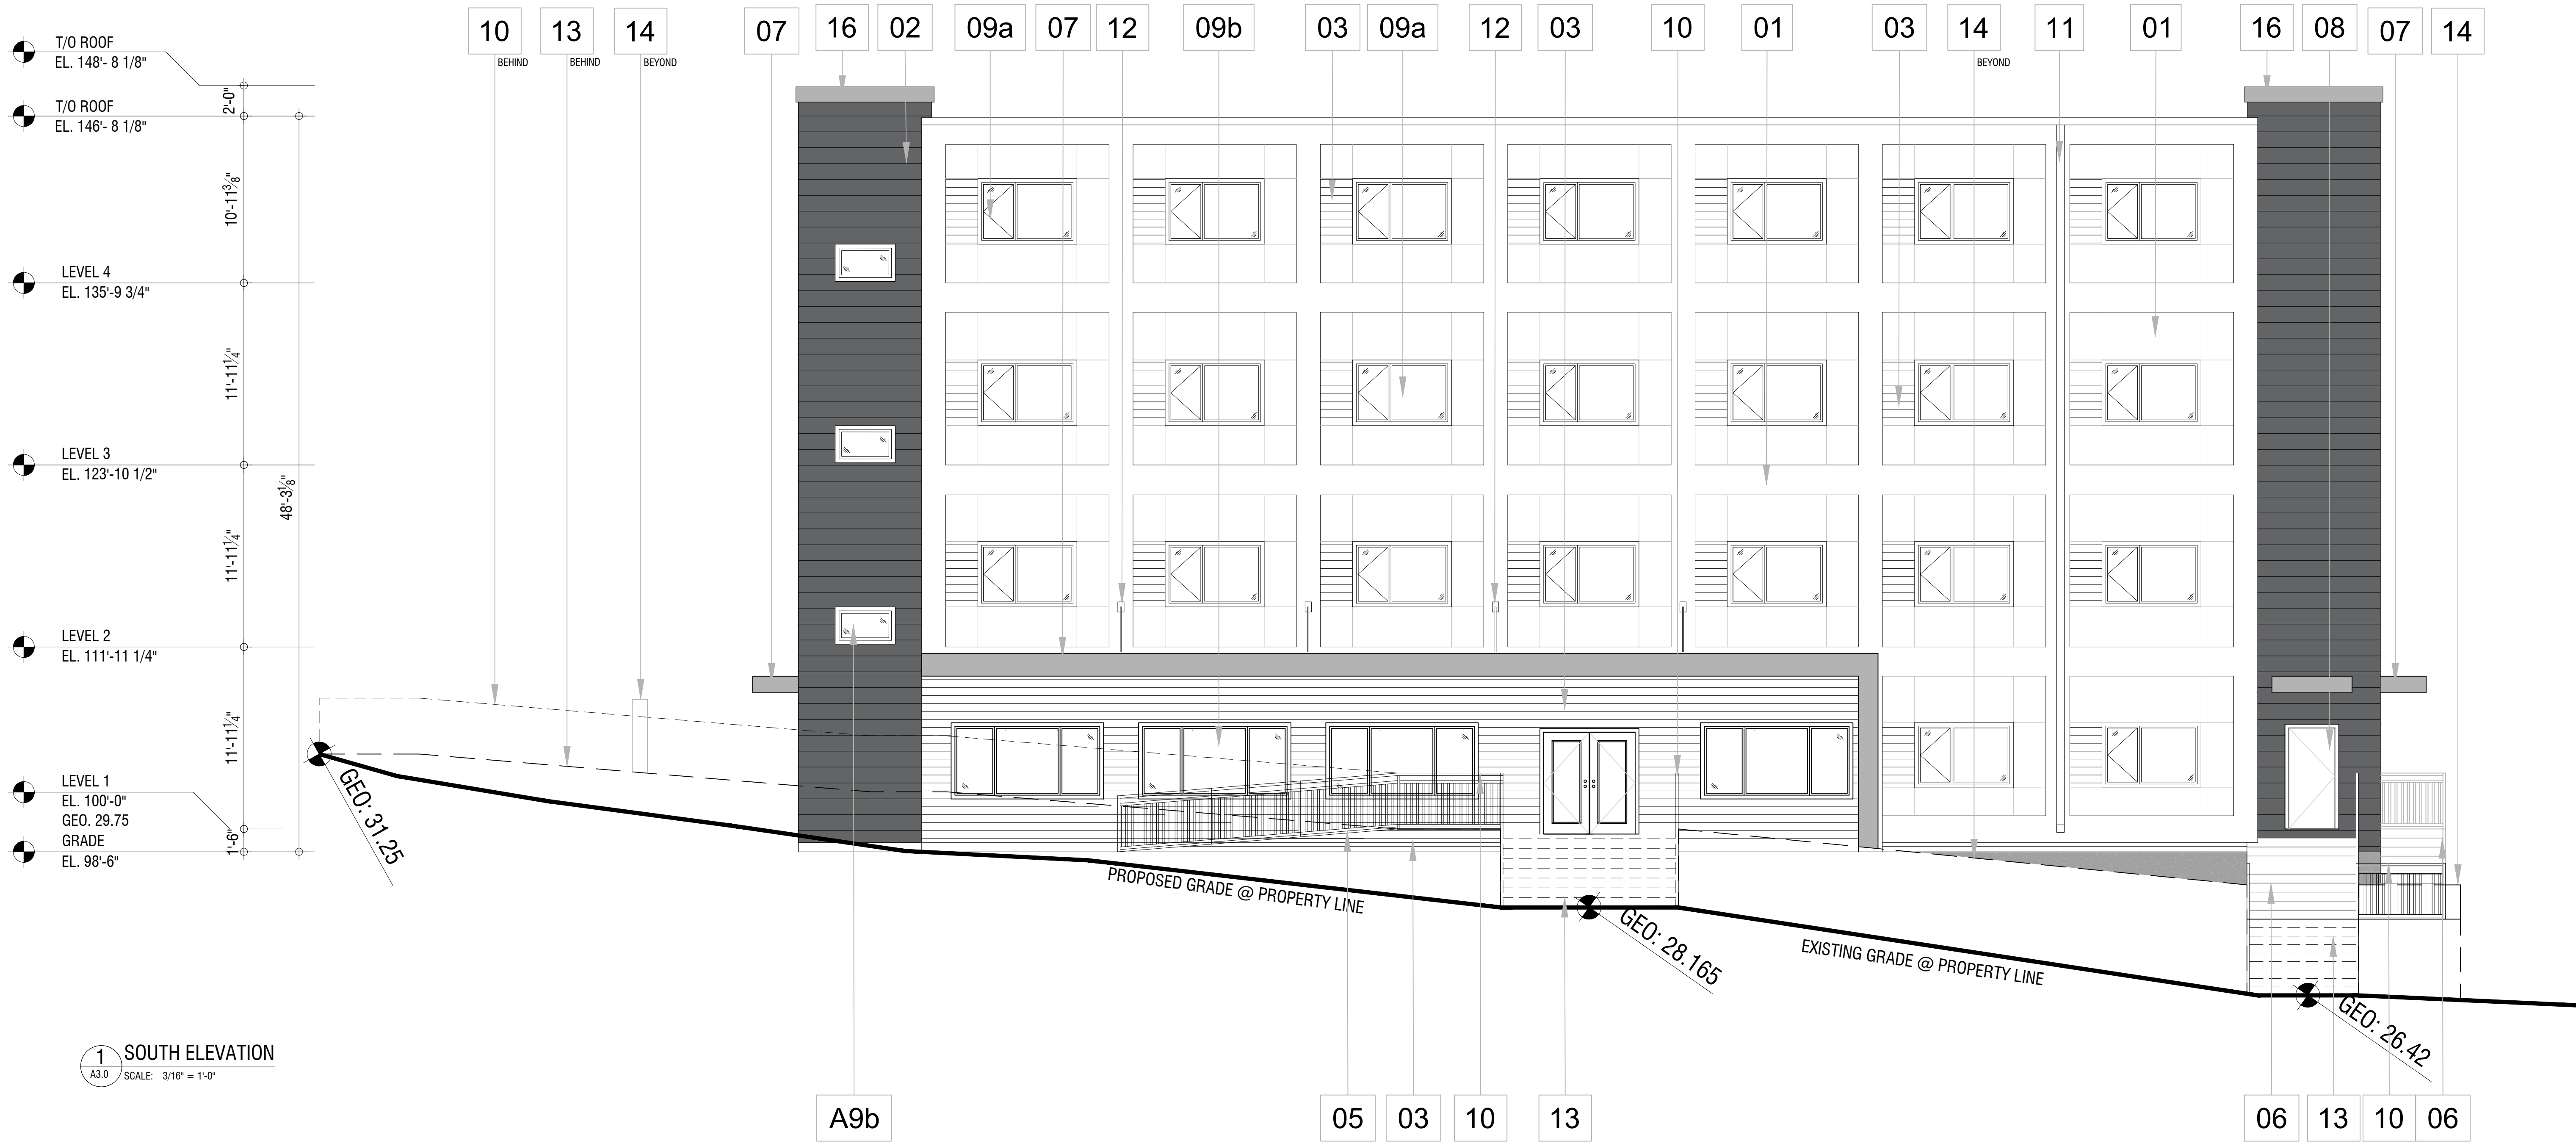 10
13
14
07
16
02
09a
07
12
09b
03
09a
12
03
10
01
03
14
11
01
16
08
07
14
BEHIND
BEHIND
BEYOND
BEYOND
T/O ROOF
EL. 148'- 8 1/8"
2'-0"
T/O ROOF
EL. 146'- 8 1/8"
10'-11 3/8"
LEVEL 4
EL. 135'-9 3/4"
11'-11 1/4"
LEVEL 3
EL. 123'-10 1/2"
48'-3 1/8"
11'-11 1/4"
LEVEL 2
EL. 111'-11 1/4"
11'-11 1/4"
LEVEL 1
EL. 100'-0"
GEO. 29.75
GRADE
EL. 98'-6"
1'-6"
GEO: 31.25
PROPOSED GRADE @ PROPERTY LINE
GEO: 28.165
EXISTING GRADE @ PROPERTY LINE
GEO: 26.42
1
A3.0
SOUTH ELEVATION
SCALE: 3/16" = 1'-0"
A9b
05
03
10
13
06
13
10
06